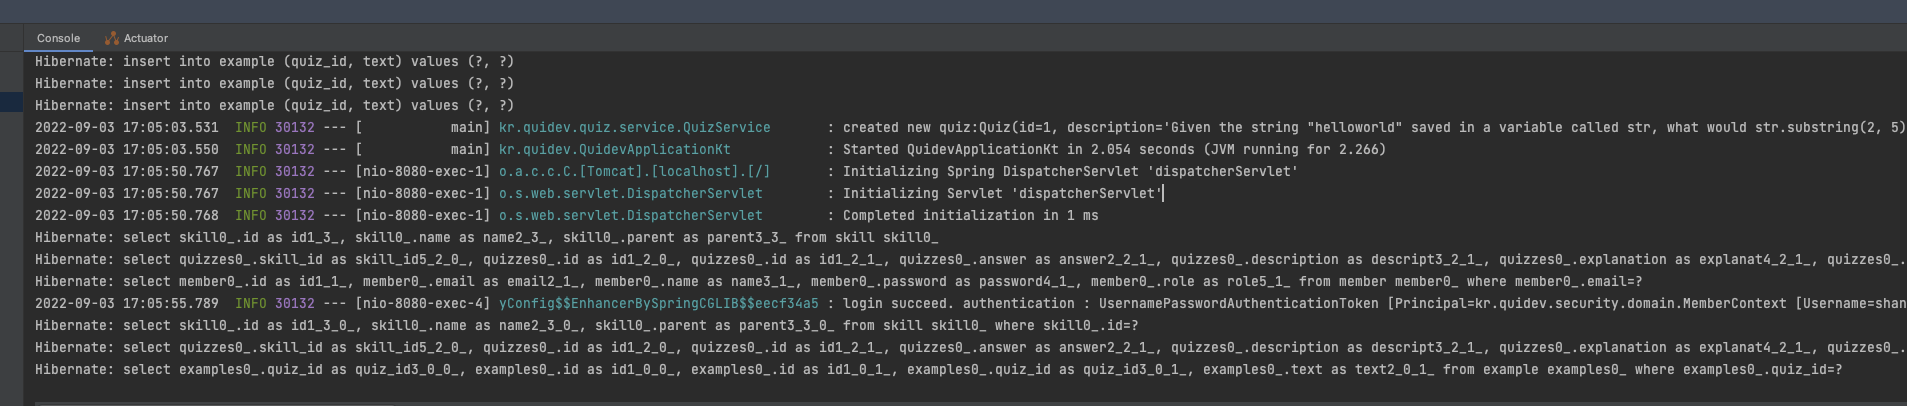 Console Actuator
Hibernate: insert into example (quiz_id, text) values (?, ?)
Hibernate: insert into example (quiz_id, text) values (?, ?)
Hibernate: insert into example (quiz_id, text) values (?, ?)
2022-09-03 17:05:03.531  INFO 30132 --- [           main] kr.quidev.quiz.service.QuizService       : created new quiz:Quiz(id=1, description='Given the string "helloworld" saved in a variable called str, what would str.substring(2, 5)
2022-09-03 17:05:03.550  INFO 30132 --- [           main] kr.quidev.QuidevApplicationKt            : Started QuidevApplicationKt in 2.054 seconds (JVM running for 2.266)
2022-09-03 17:05:50.767  INFO 30132 --- [nio-8080-exec-1] o.a.c.c.C.[Tomcat].[localhost].[/]       : Initializing Spring DispatcherServlet 'dispatcherServlet'
2022-09-03 17:05:50.767  INFO 30132 --- [nio-8080-exec-1] o.s.web.servlet.DispatcherServlet        : Initializing Servlet 'dispatcherServlet'
2022-09-03 17:05:50.768  INFO 30132 --- [nio-8080-exec-1] o.s.web.servlet.DispatcherServlet        : Completed initialization in 1 ms
Hibernate: select skill0_.id as id1_3_, skill0_.name as name2_3_, skill0_.parent as parent3_3_ from skill skill0_
Hibernate: select quizzes0_.skill_id as skill_id5_2_0_, quizzes0_.id as id1_2_0_, quizzes0_.id as id1_2_1_, quizzes0_.answer as answer2_2_1_, quizzes0_.description as descript3_2_1_, quizzes0_.explanation as explanat4_2_1_, quizzes0_.
Hibernate: select member0_.id as id1_1_, member0_.email as email2_1_, member0_.name as name3_1_, member0_.password as password4_1_, member0_.role as role5_1_ from member member0_ where member0_.email=?
2022-09-03 17:05:55.789  INFO 30132 --- [nio-8080-exec-4] yConfig$$EnhancerBySpringCGLIB$$eecf34a5 : login succeed. authentication : UsernamePasswordAuthenticationToken [Principal=kr.quidev.security.domain.MemberContext [Username=shan
Hibernate: select skill0_.id as id1_3_0_, skill0_.name as name2_3_0_, skill0_.parent as parent3_3_0_ from skill skill0_ where skill0_.id=?
Hibernate: select quizzes0_.skill_id as skill_id5_2_0_, quizzes0_.id as id1_2_0_, quizzes0_.id as id1_2_1_, quizzes0_.answer as answer2_2_1_, quizzes0_.description as descript3_2_1_, quizzes0_.explanation as explanat4_2_1_, quizzes0_.
Hibernate: select examples0_.quiz_id as quiz_id3_0_0_, examples0_.id as id1_0_0_, examples0_.id as id1_0_1_, examples0_.quiz_id as quiz_id3_0_1_, examples0_.text as text2_0_1_ from example examples0_ where examples0_.quiz_id=?